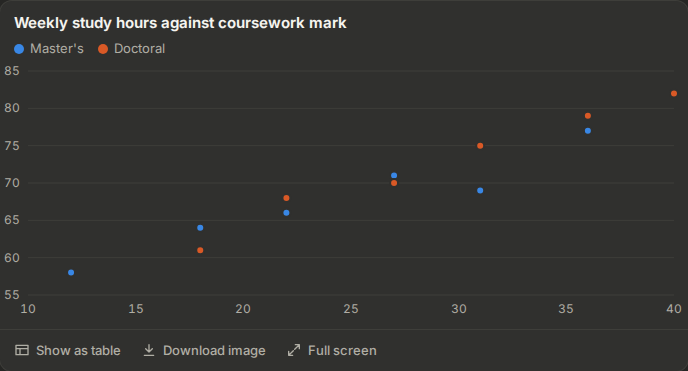 Weekly study hours against coursework mark
Master's Doctoral
85
80
75
70
65
60
55
10 15 20 25 30 35 40
Show as table Download image Full screen